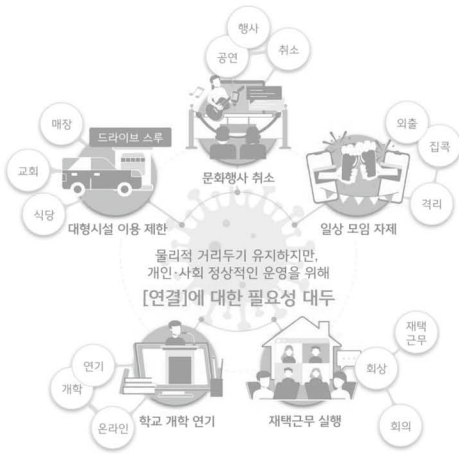 행사
공연
취소
문화행사 취소
매장
드라이브 스루
교회
식당
대형시설 이용 제한
외출
집콕
격리
일상 모임 자제
물리적 거리두기 유지하지만,
개인·사회 정상적인 운영을 위해
[연결]에 대한 필요성 대두
연기
개학
온라인
학교 개학 연기
재택
근무
회상
회의
재택근무 실행